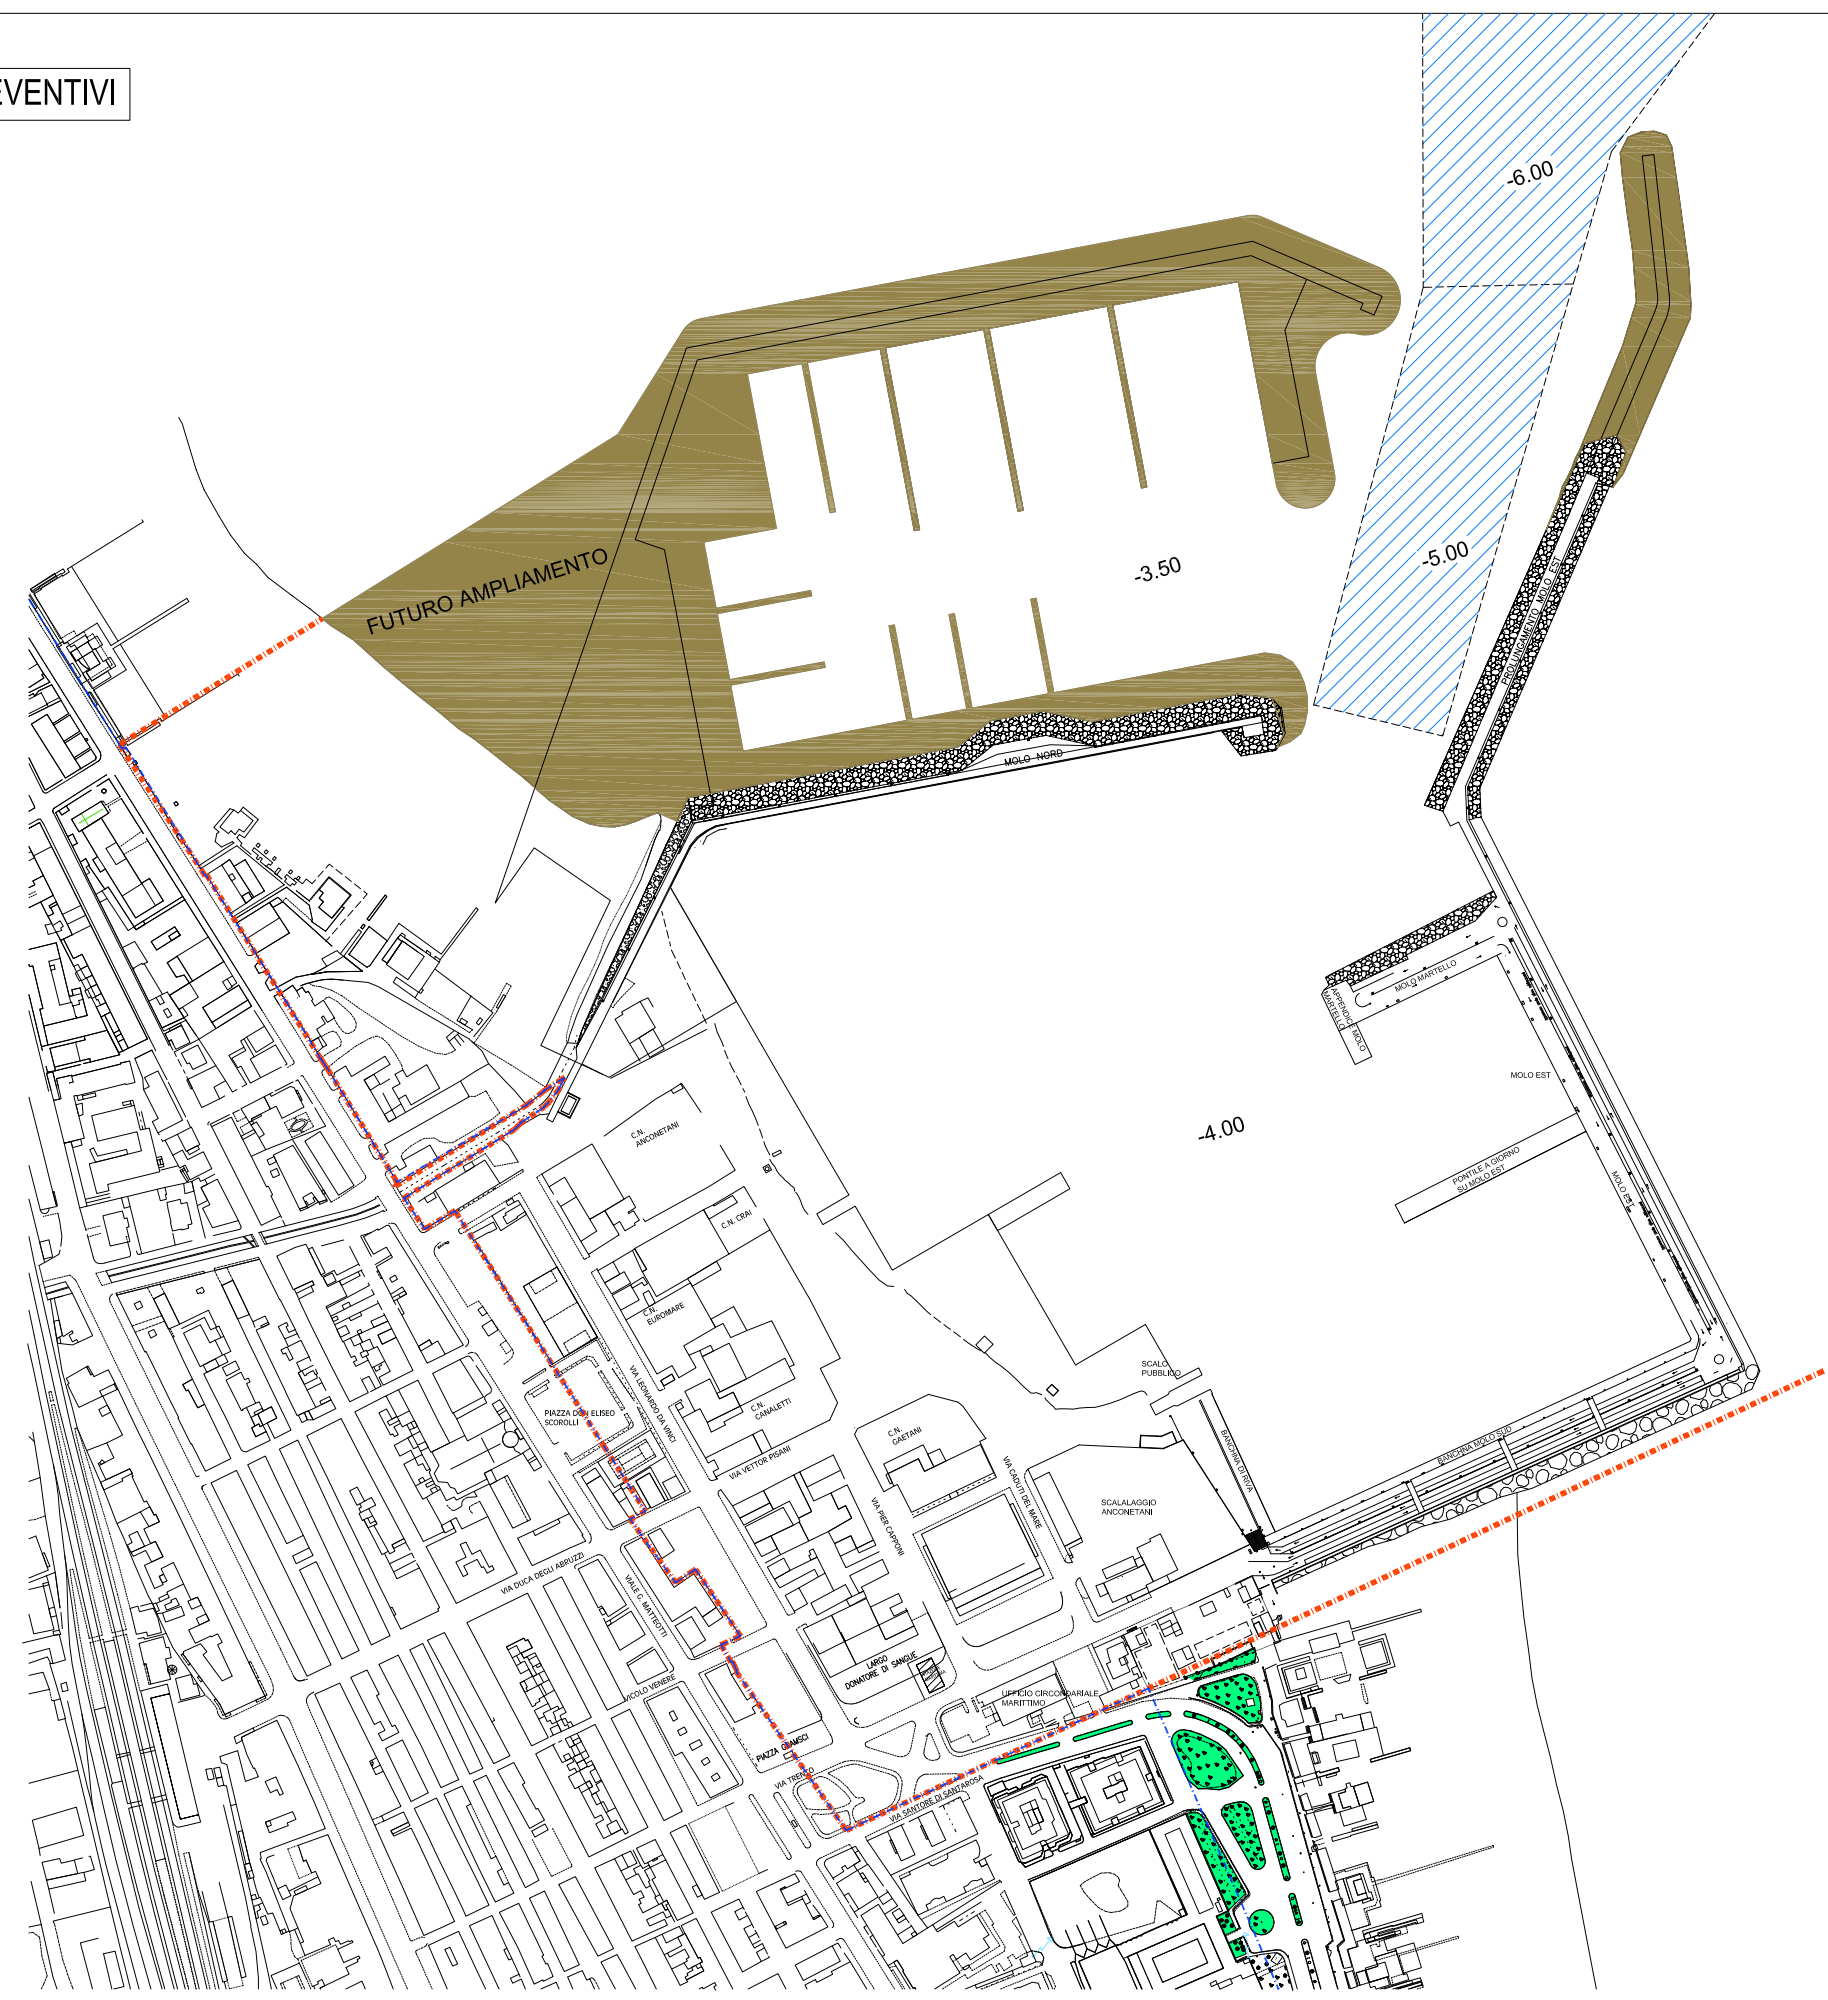 EVENTIVI
-6.00
FUTURO AMPLIAMENTO
-3.50
-5.00
PROLUNGAMENTO MOLO EST
MOLO NORD
MOLO MARTELLO
APPENDICE MOLO
MARTELLO
MOLO EST
-4.00
PONTILE A GIORNO
SU MOLO EST
MOLO EST
C.N.
ANCONETANI
C.N. CRAI
C.N.
EUROMARE
SCALO
PUBBLICO
VIA LEONARDO DA VINCI
C.N.
CANALETTI
PIAZZA DON ELISEO
SCOROLLI
C.N.
GAETANI
VIA VETTOR PISANI
BANCHINA DI RIVA
BANCHINA MOLO SUD
VIA CADUTI DEL MARE
VIA PIER CAPPONI
SCALALAGGIO
ANCONETANI
VIA DUCA DEGLI ABRUZZI
VIALE G. MATTEOTTI
LARGO
DONATORE DI SANGUE
VICOLO VENERE
UFFICIO CIRCONDARIALE
MARITTIMO
PIAZZA GRAMSCI
VIA TRENTO
VIA SANTORE DI SANTAROSA